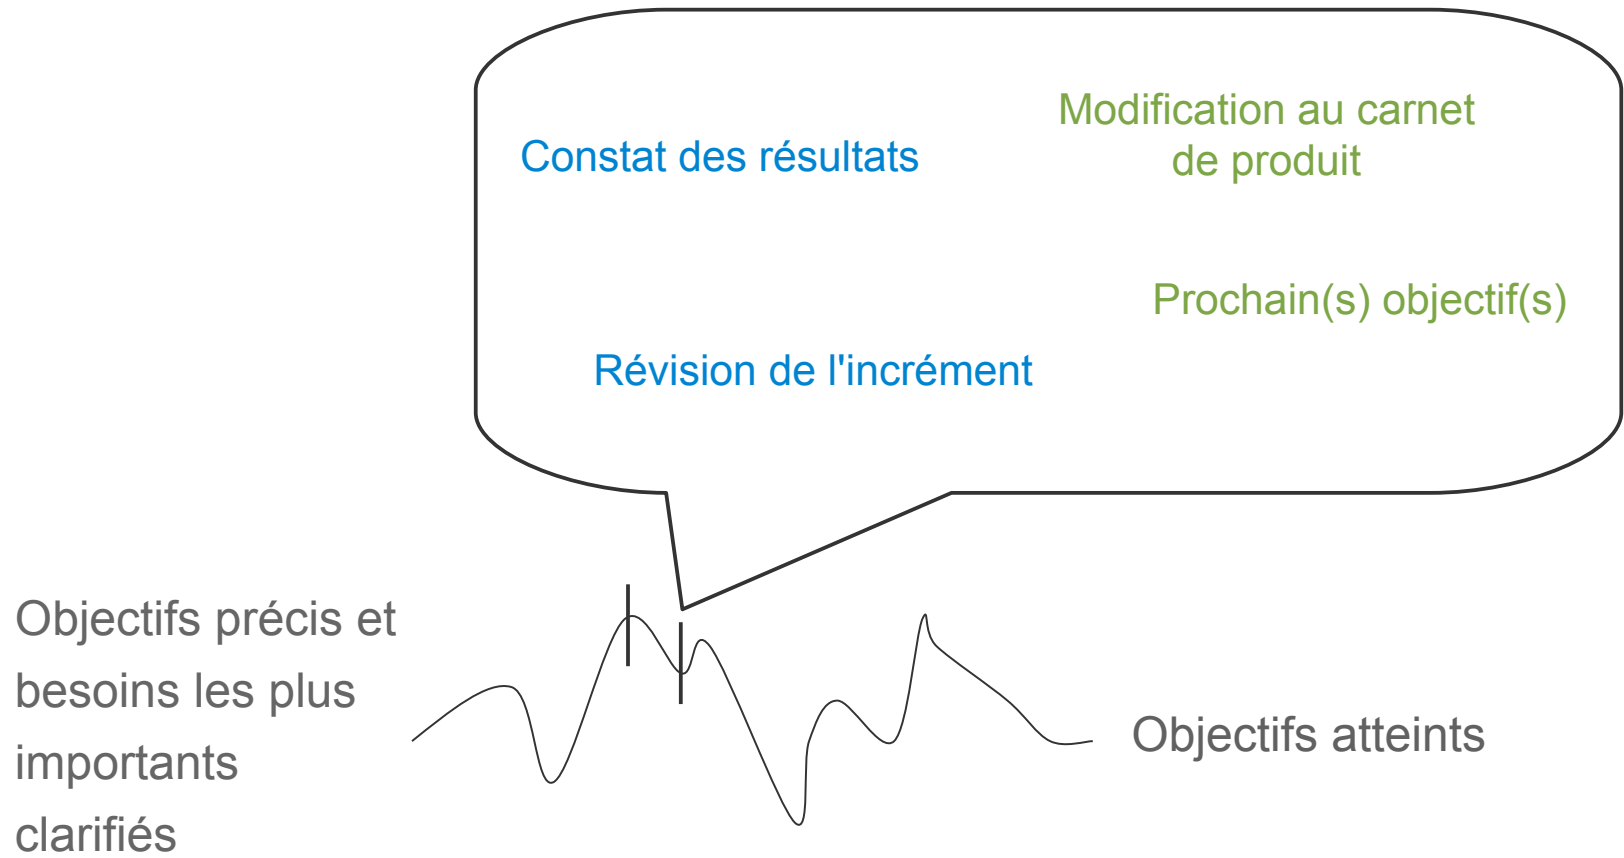 Constat des résultats
Modification au carnet
de produit
Prochain(s) objectif(s)
Révision de l'incrément
Objectifs précis et
besoins les plus
importants
clarifiés
Objectifs atteints